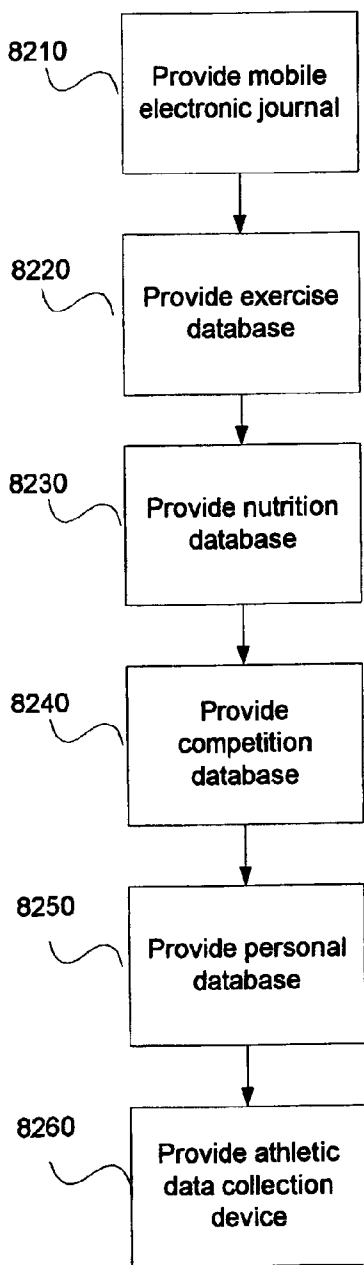 8210
Provide mobile
electronic journal
8220
Provide exercise
database
8230
Provide nutrition
database
8240
Provide
competition
database
8250
Provide personal
database
8260
Provide athletic
data collection
device